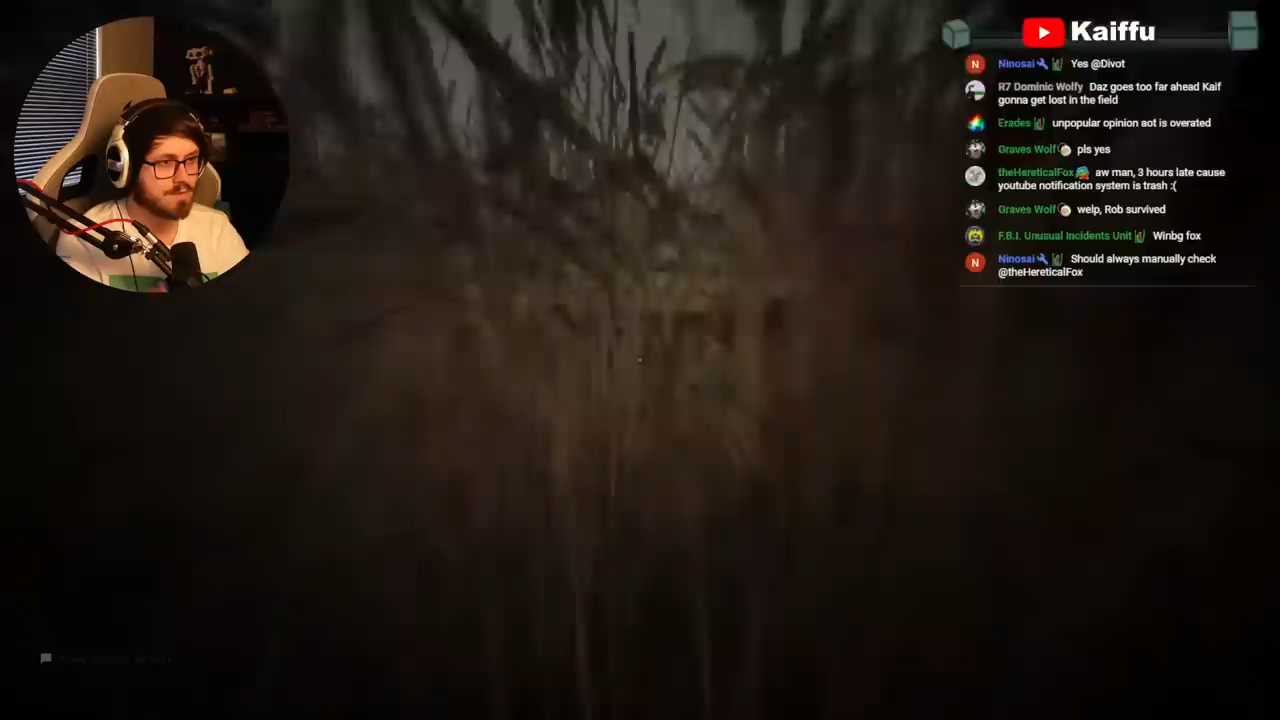 Kaiffu
Ninosai Yes @Divot
R7 Dominic Wolfy Daz goes too far ahead Kaif
gonna get lost in the field
Erades unpopular opinion aot is overated
Graves Wolf pls yes
theHereticalFox aw man, 3 hours late cause
youtube notification system is trash :(
Graves Wolf welp, Rob survived
F.B.I. Unusual Incidents Unit Winbg fox
N Ninosai Should always manually check
@theHereticalFox